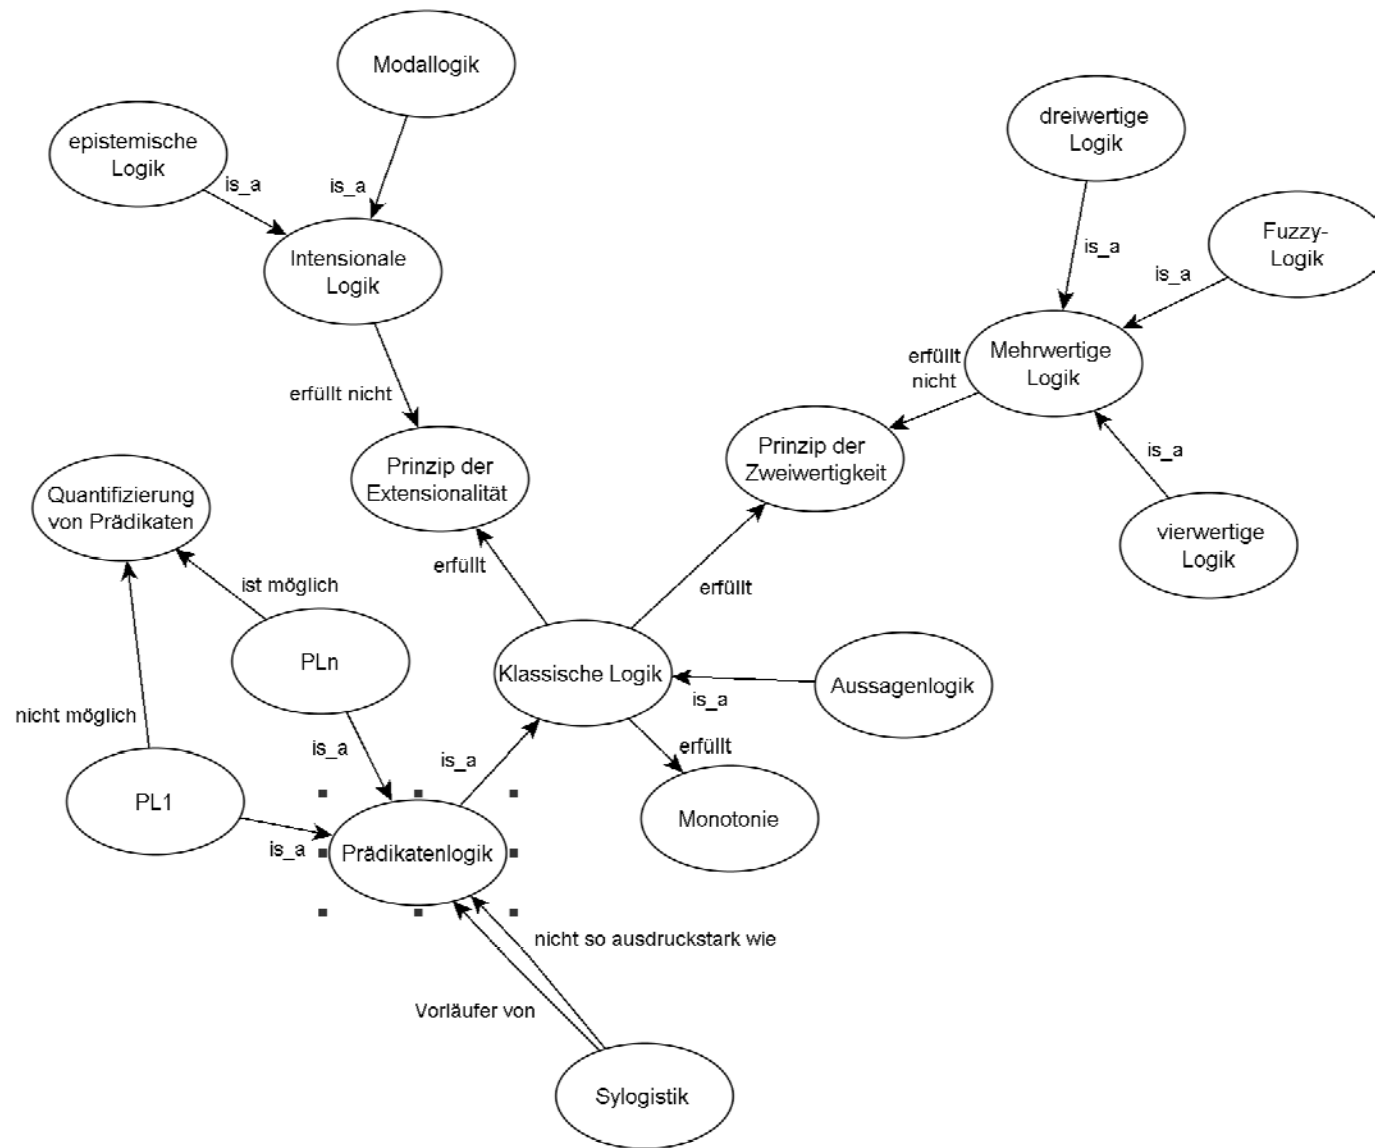 Modallogik
epistemische
Logik
dreiwertige
Logik
is_a
is_a
Fuzzy-
Logik
is_a
is_a
Intensionale
Logik
Mehrwertige
Logik
erfüllt
nicht
erfüllt nicht
Prinzip der
Zweiwertigkeit
is_a
Prinzip der
Extensionalität
Quantifizierung
von Prädikaten
vierwertige
Logik
erfüllt
ist möglich
erfüllt
PLn
Klassische Logik
Aussagenlogik
is_a
nicht möglich
is_a
is_a
erfüllt
PL1
Monotonie
is_a
Prädikatenlogik
nicht so ausdruckstark wie
Vorläufer von
Sylogistik